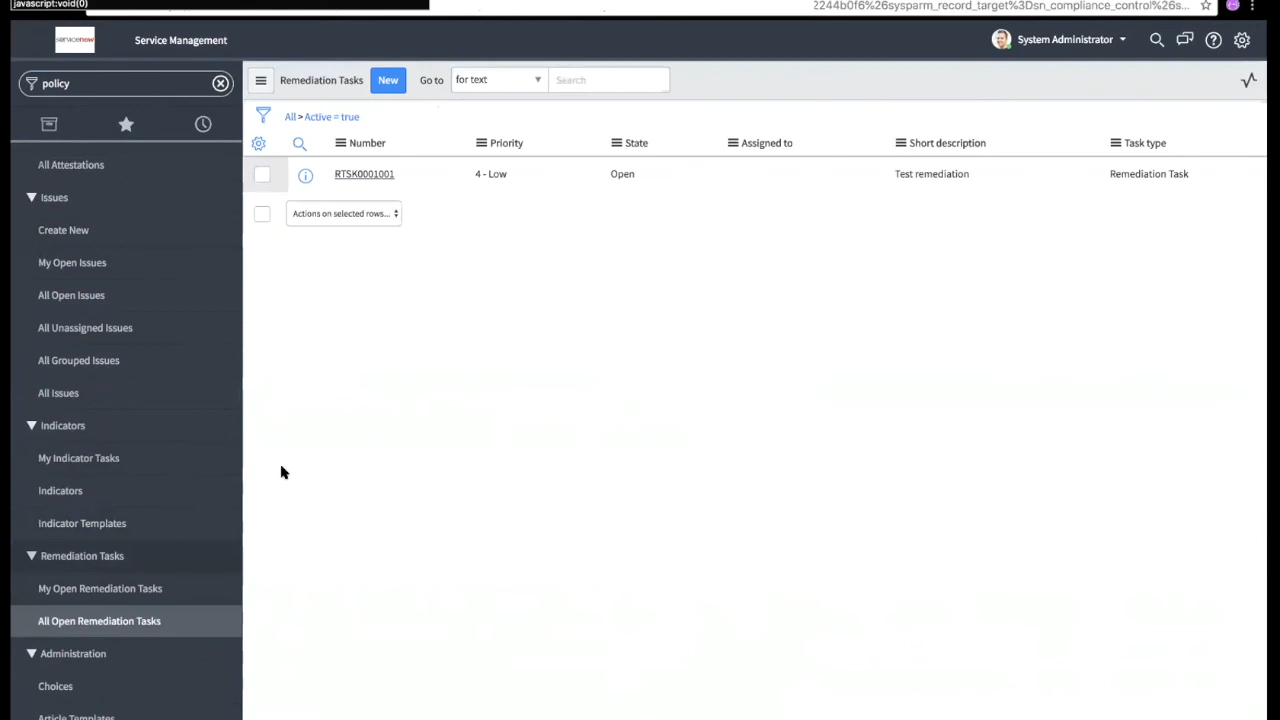 javascript:void(0)
2244b0f6%26sysparm_record_target%3Dsn_compliance_control%26s...
servicenow Service Management System Administrator
policy
Remediation Tasks New Go to for text Search
All > Active = true
Number Priority State Assigned to Short description Task type
RTSK0001001 4 - Low Open Test remediation Remediation Task
Actions on selected rows...
All Attestations
Issues
Create New
My Open Issues
All Open Issues
All Unassigned Issues
All Grouped Issues
All Issues
Indicators
My Indicator Tasks
Indicators
Indicator Templates
Remediation Tasks
My Open Remediation Tasks
All Open Remediation Tasks
Administration
Choices
Article Templates